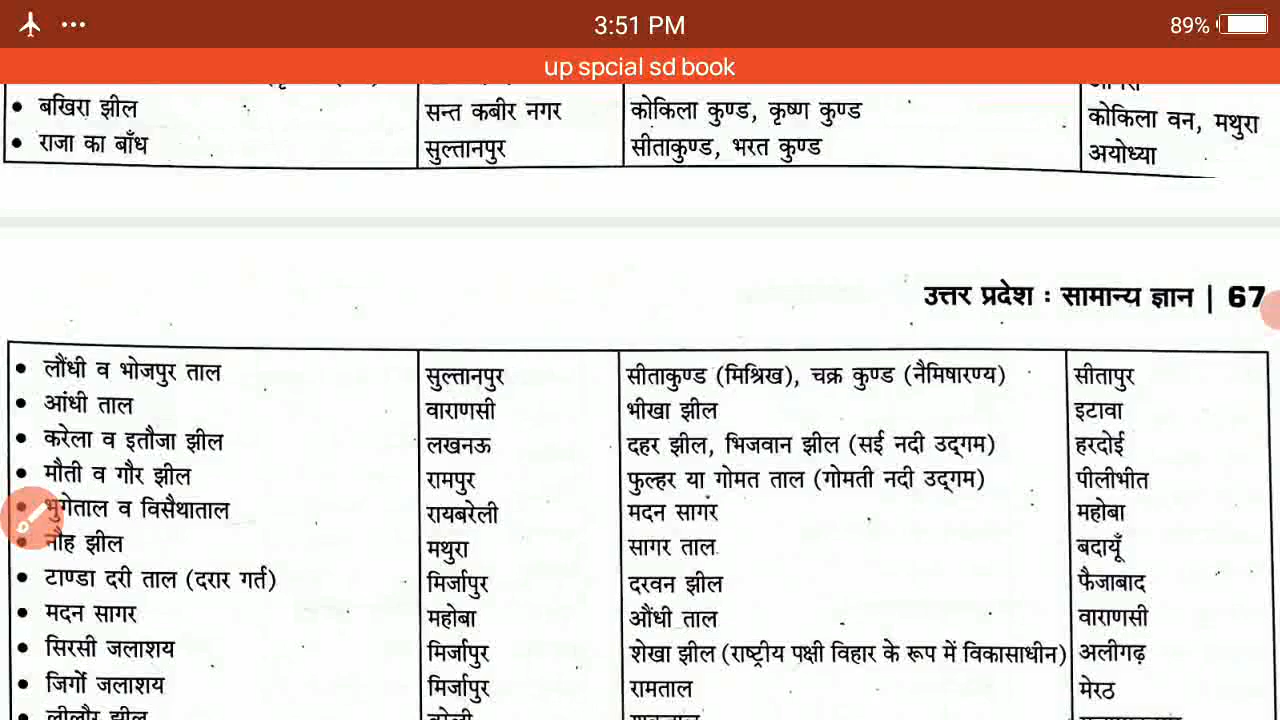 3:51 PM
89%
up spcial sd book
• बखिरा झील सन्त कबीर नगर कोकिला कुण्ड, कृष्ण कुण्ड कोकिला वन, मथुरा
• राजा का बाँध सुल्तानपुर सीताकुण्ड, भरत कुण्ड अयोध्या
उत्तर प्रदेश : सामान्य ज्ञान | 67
• लौंधी व भोजपुर ताल सुल्तानपुर सीताकुण्ड (मिश्रिख), चक्र कुण्ड (नैमिषारण्य) सीतापुर
• आंधी ताल वाराणसी भीखा झील इटावा
• करेला व इतौजा झील लखनऊ दहर झील, भिजवान झील (सई नदी उद्गम) हरदोई
• मौती व गौर झील रामपुर फुल्हर या गोमत ताल (गोमती नदी उद्गम) पीलीभीत
भुगेताल व विसैथाताल रायबरेली मदन सागर महोबा
• नौह झील मथुरा सागर ताल बदायूँ
• टाण्डा दरी ताल (दरार गर्त) मिर्जापुर दरवन झील फैजाबाद
• मदन सागर महोबा औंधी ताल वाराणसी
• सिरसी जलाशय मिर्जापुर शेखा झील (राष्ट्रीय पक्षी विहार के रूप में विकासाधीन) अलीगढ़
• जिर्गो जलाशय मिर्जापुर रामताल मेरठ
• लीलौर झील बरेली